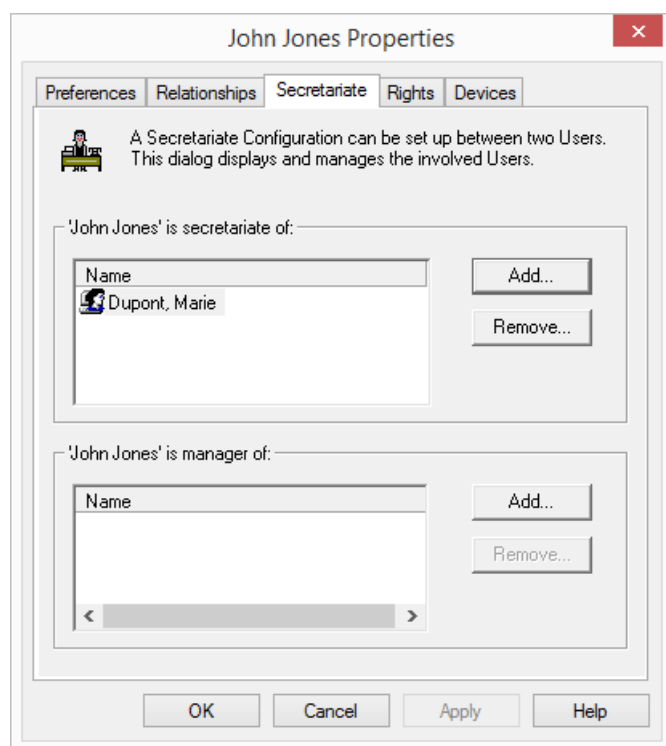 John Jones Properties
Preferences Relationships Secretariate Rights Devices
A Secretariate Configuration can be set up between two Users.
This dialog displays and manages the involved Users.
'John Jones' is secretariate of:
Name
Add...
Dupont, Marie
Remove...
'John Jones' is manager of:
Name
Add...
Remove...
OK Cancel Apply Help